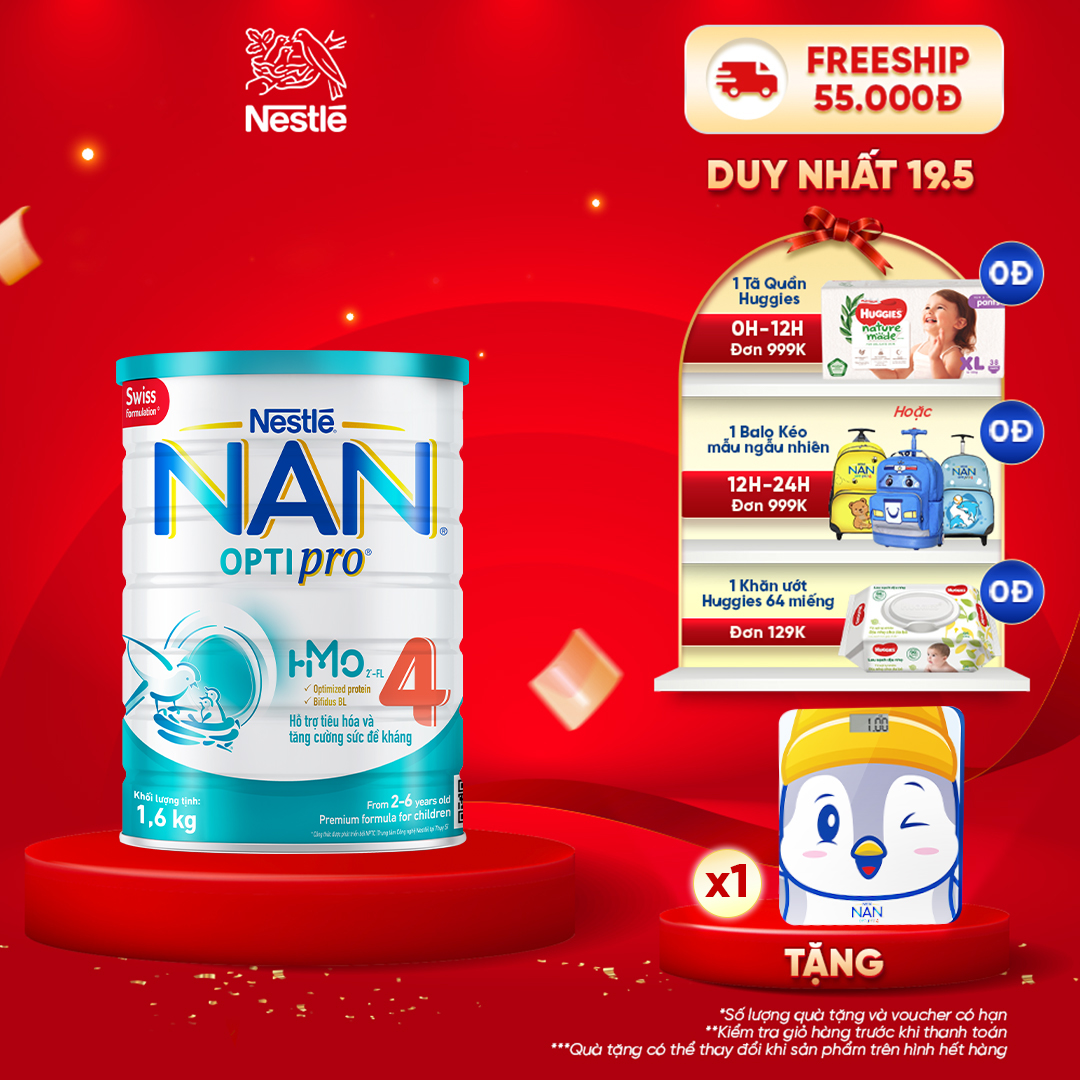 Nestlé
FREESHIP
55.000Đ
DUY NHẤT 19.5
1 Tã Quần
Huggies
0H-12H
Đơn 999K
HUGGIES
nature
made
pants
XL 38
0Đ
Hoặc
1 Balo Kéo
mẫu ngẫu nhiên
12H-24H
Đơn 999K
NAN
NAN
0Đ
1 Khăn ướt
Huggies 64 miếng
Đơn 129K
HUGGIES
HUGGIES
0Đ
Swiss
Formulation
Nestlé
NAN®
OPTIpro®
HMO 2'-FL
4
✓ Optimized protein
✓ Bifidus BL
Hỗ trợ tiêu hóa và
tăng cường sức đề kháng
Khối lượng tịnh:
1,6 kg
From 2-6 years old
Premium formula for children
1.00
NAN
x1
TẶNG
*Số lượng quà tặng và voucher có hạn
**Kiểm tra giỏ hàng trước khi thanh toán
***Quà tặng có thể thay đổi khi sản phẩm trên hình hết hàng